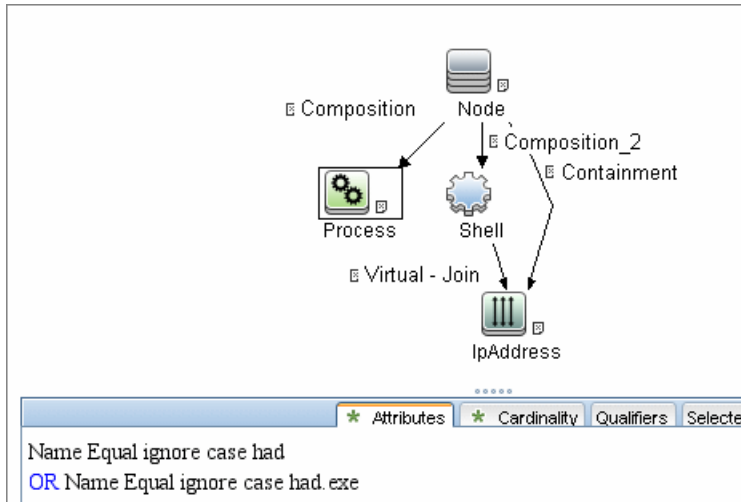 Node
Composition
Composition_2
Containment
Process
Shell
Virtual - Join
IpAddress
Attributes Cardinality Qualifiers Selecte
Name Equal ignore case had
OR Name Equal ignore case had.exe